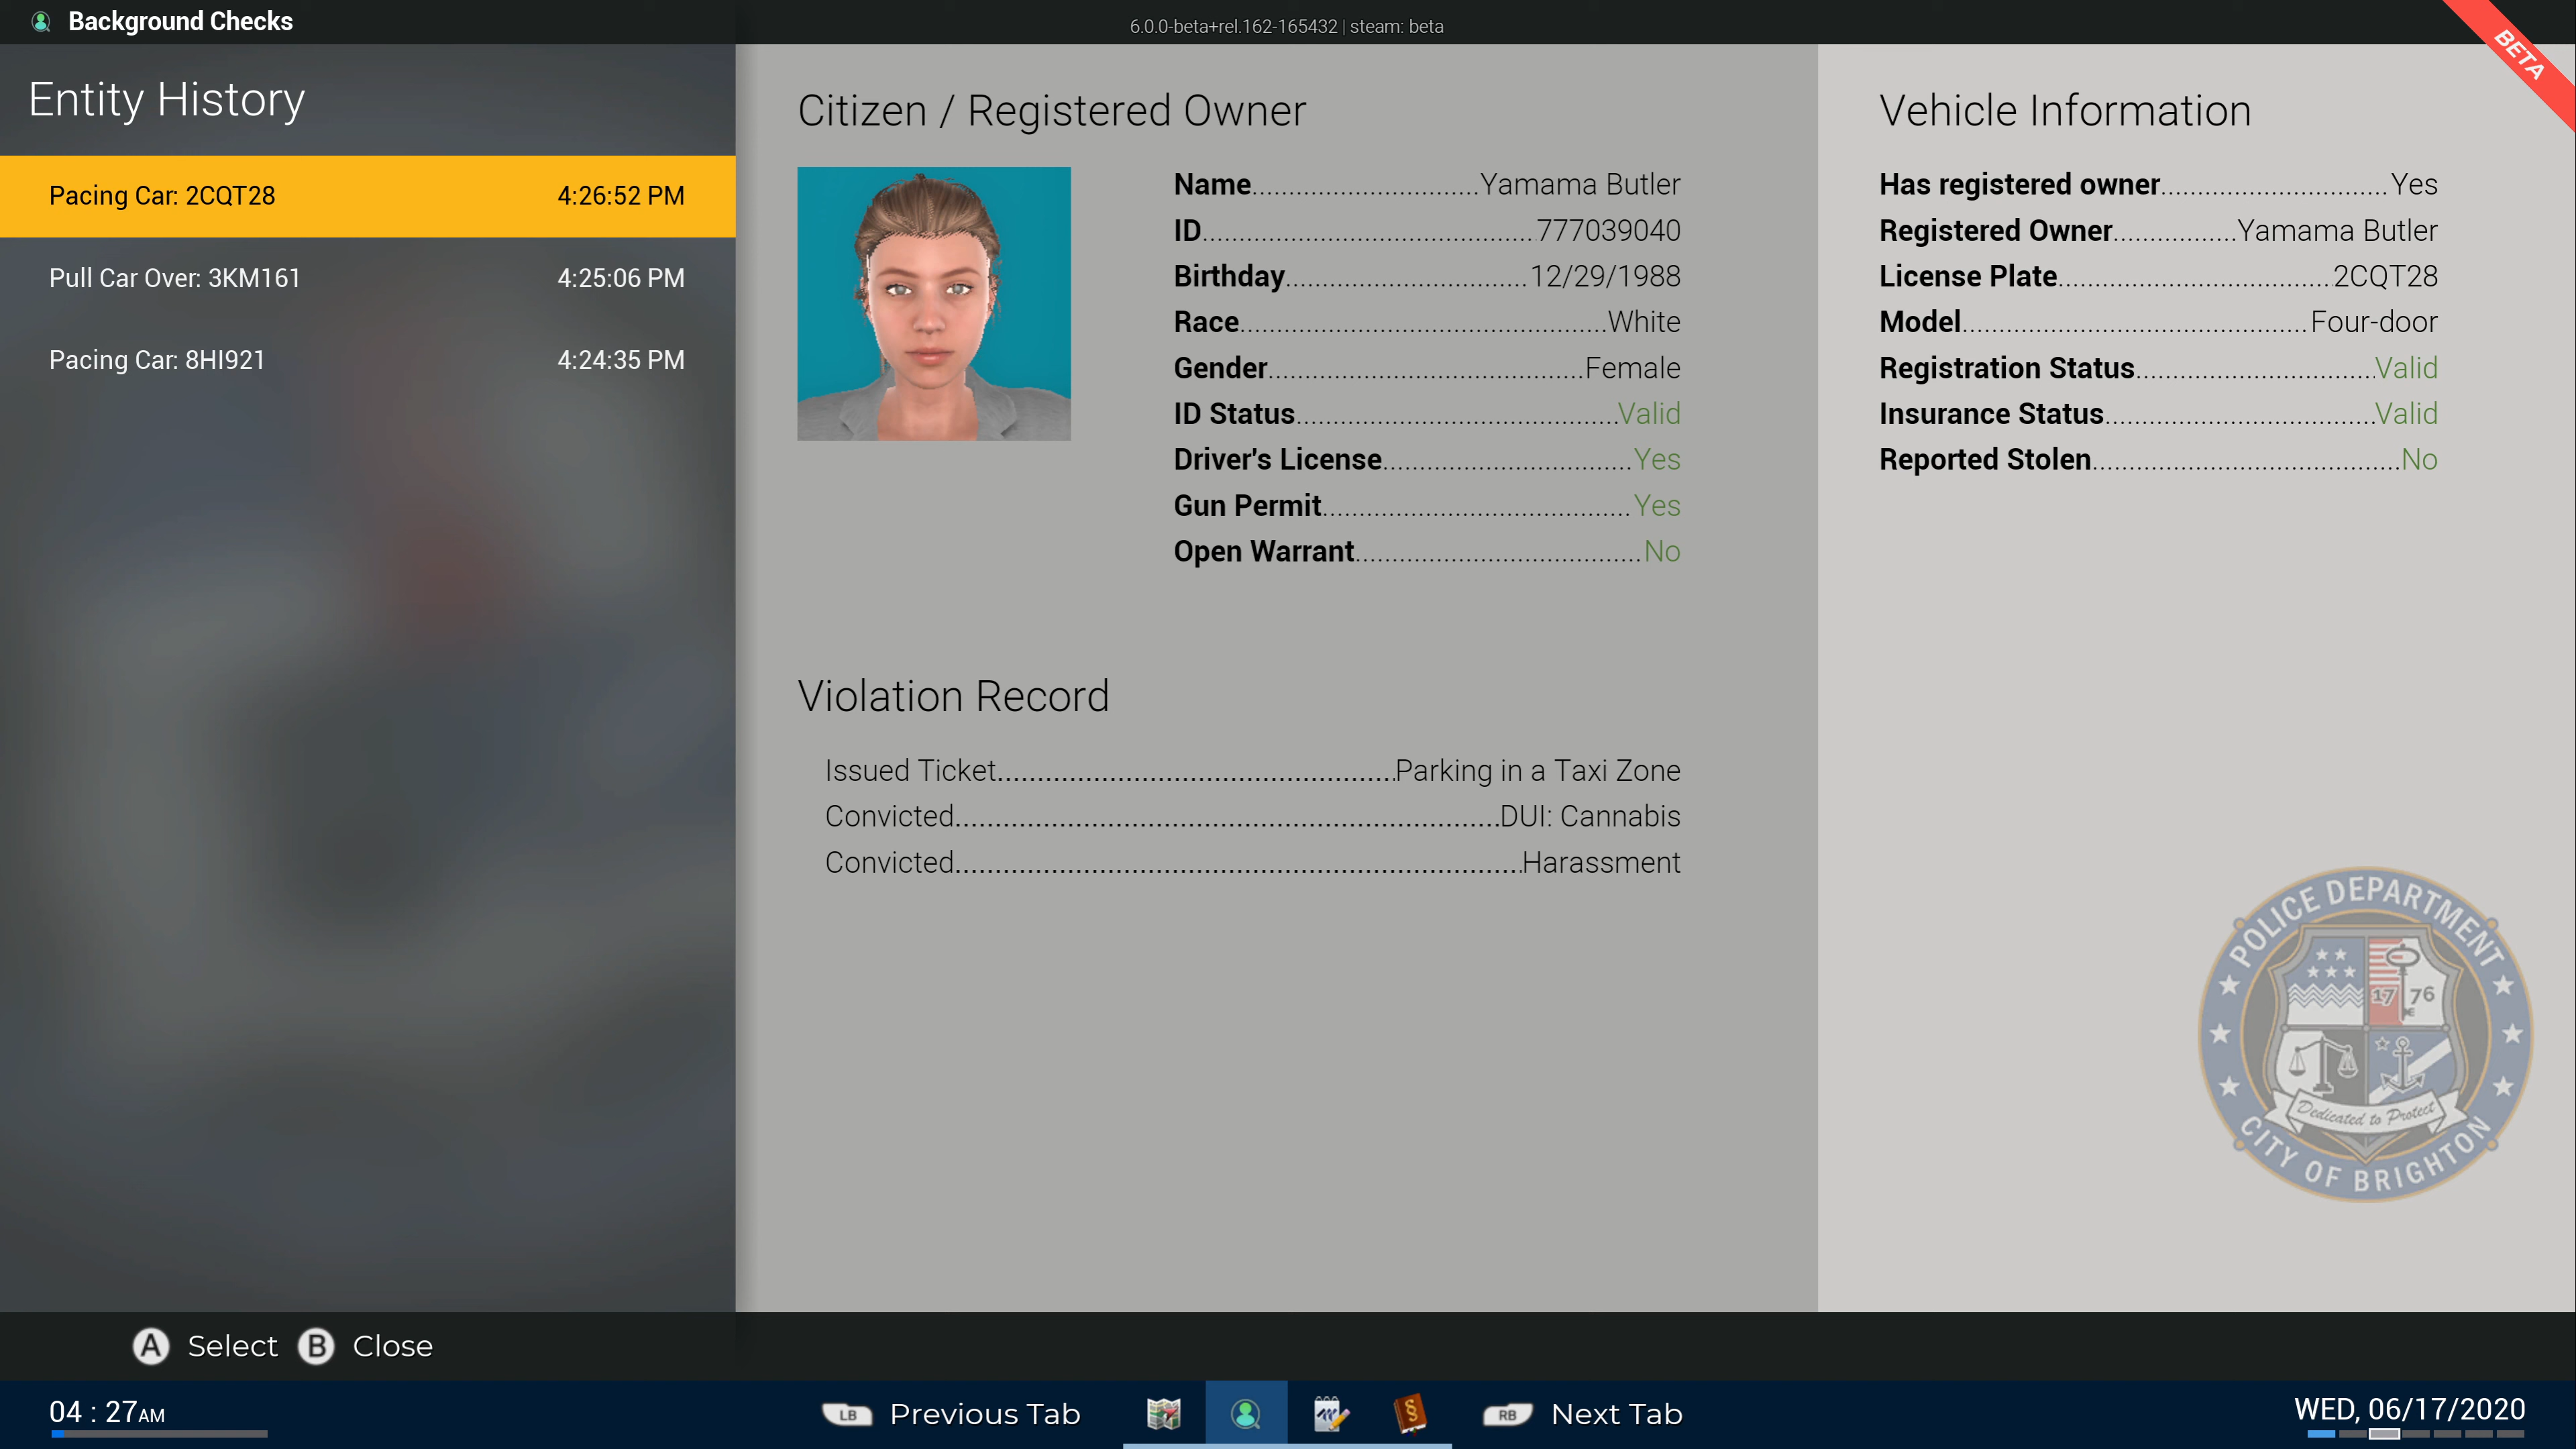 Background Checks
6.0.0-beta+rel.162-165432 | steam: beta
BETA
Entity History
Pacing Car: 2CQT28 4:26:52 PM
Pull Car Over: 3KM161 4:25:06 PM
Pacing Car: 8HI921 4:24:35 PM
Citizen / Registered Owner
Name..............................Yamama Butler
ID..............................777039040
Birthday..............................12/29/1988
Race..............................White
Gender..............................Female
ID Status..............................Valid
Driver's License..............................Yes
Gun Permit..............................Yes
Open Warrant..............................No
Violation Record
Issued Ticket..............................Parking in a Taxi Zone
Convicted..............................DUI: Cannabis
Convicted..............................Harassment
Vehicle Information
Has registered owner..............................Yes
Registered Owner..............................Yamama Butler
License Plate..............................2CQT28
Model..............................Four-door
Registration Status..............................Valid
Insurance Status..............................Valid
Reported Stolen..............................No
POLICE DEPARTMENT
17 76
Dedicated to Protect
CITY OF BRIGHTON
A Select B Close
04 : 27 AM
LB Previous Tab
§
RB Next Tab
WED, 06/17/2020